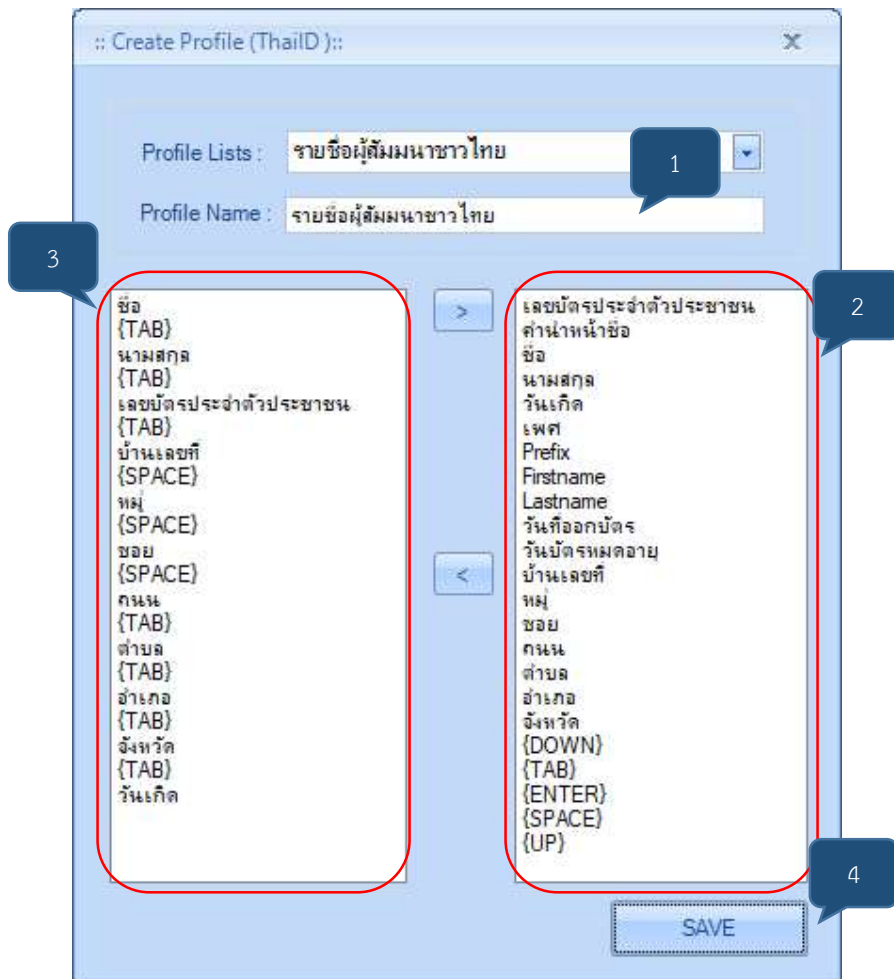 :: Create Profile (ThaiID )::
Profile Lists : รายชื่อผู้สัมมนาชาวไทย
1
Profile Name : รายชื่อผู้สัมมนาชาวไทย
3
ชื่อ
{TAB}
นามสกุล
{TAB}
เลขบัตรประจำตัวประชาชน
{TAB}
บ้านเลขที่
{SPACE}
หมู่
{SPACE}
ซอย
{SPACE}
ถนน
{TAB}
ตำบล
{TAB}
อำเภอ
{TAB}
จังหวัด
{TAB}
วันเกิด
>
<
2
เลขบัตรประจำตัวประชาชน
คำนำหน้าชื่อ
ชื่อ
นามสกุล
วันเกิด
เพศ
Prefix
Firstname
Lastname
วันที่ออกบัตร
วันบัตรหมดอายุ
บ้านเลขที่
หมู่
ซอย
ถนน
ตำบล
อำเภอ
จังหวัด
{DOWN}
{TAB}
{ENTER}
{SPACE}
{UP}
4
SAVE